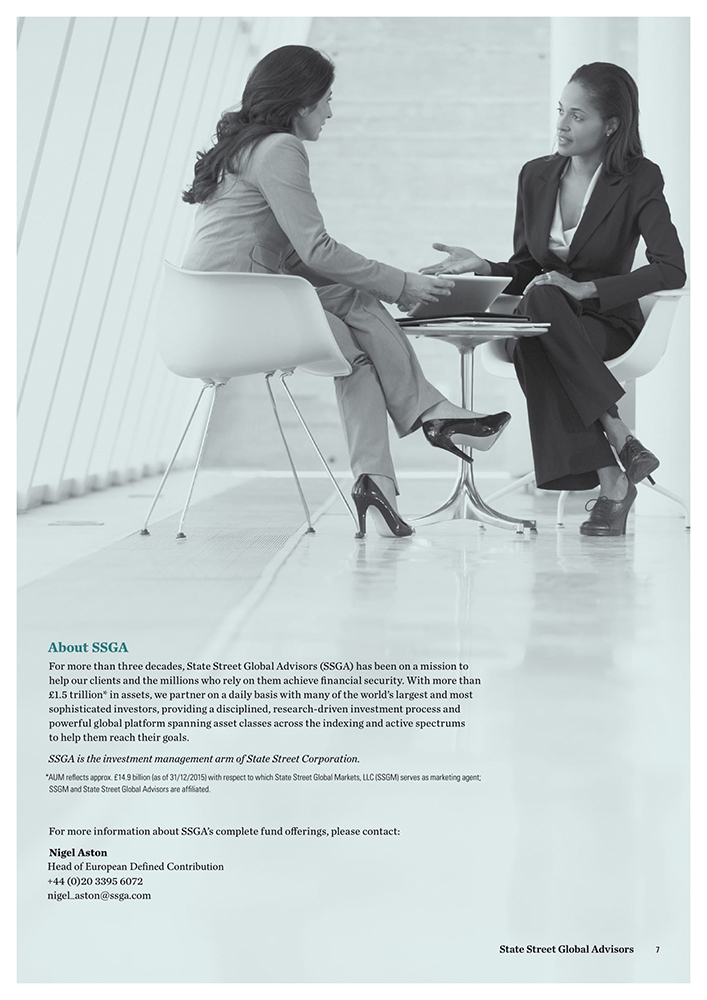 About SSGA
For more than three decades, State Street Global Advisors (SSGA) has been on a mission to
help our clients and the millions who rely on them achieve financial security. With more than
£1.5 trillion* in assets, we partner on a daily basis with many of the world's largest and most
sophisticated investors, providing a disciplined, research-driven investment process and
powerful global platform spanning asset classes across the indexing and active spectrums
to help them reach their goals.
SSGA is the investment management arm of State Street Corporation.
*AUM reflects approx. £14.9 billion (as of 31/12/2015) with respect to which State Street Global Markets, LLC (SSGM) serves as marketing agent;
SSGM and State Street Global Advisors are affiliated.
For more information about SSGA's complete fund offerings, please contact:
Nigel Aston
Head of European Defined Contribution
+44 (0)20 3395 6072
nigel_aston@ssga.com
State Street Global Advisors 7